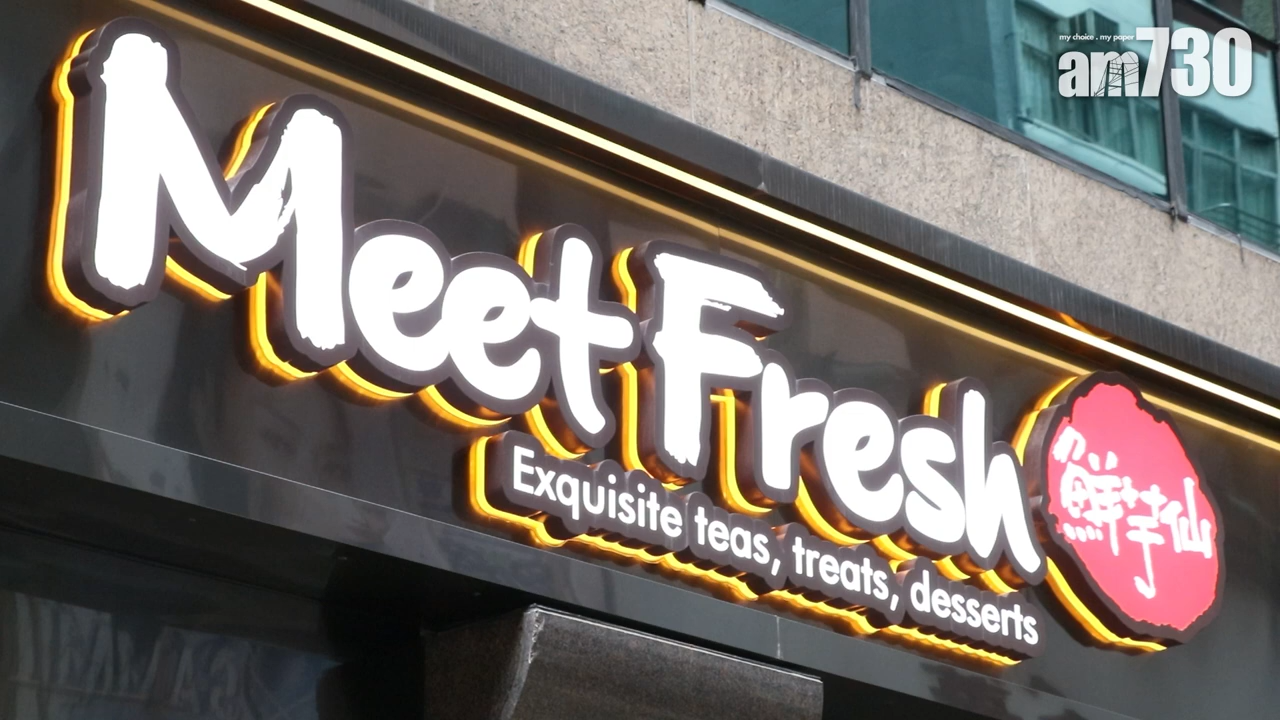 my choice . my paper
am730
Meet Fresh
鮮芋仙
Exquisite teas, treats, desserts